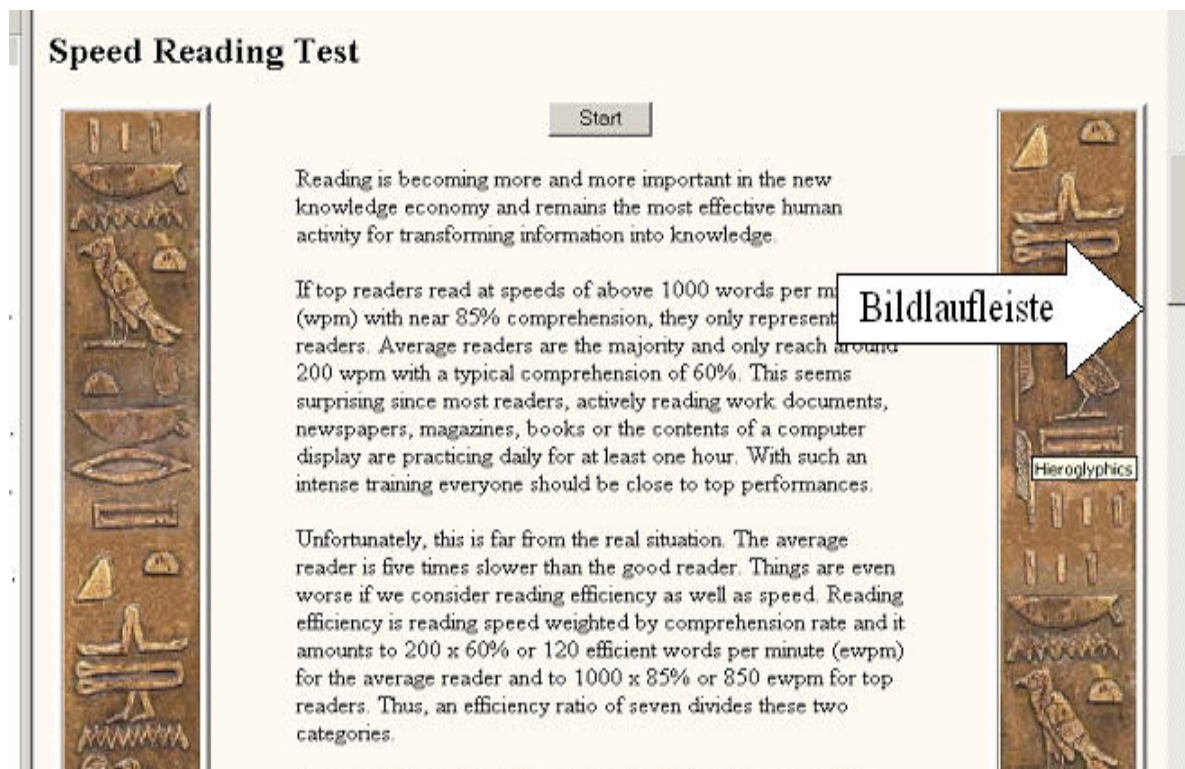 Speed Reading Test
Start
Reading is becoming more and more important in the new
knowledge economy and remains the most effective human
activity for transforming information into knowledge.
If top readers read at speeds of above 1000 words per
(wpm) with near 85% comprehension, they only represent
readers. Average readers are the majority and only reach around
200 wpm with a typical comprehension of 60%. This seems
surprising since most readers, actively reading work documents,
newspapers, magazines, books or the contents of a computer
display are practicing daily for at least one hour. With such an
intense training everyone should be close to top performances.
Unfortunately, this is far from the real situation. The average
reader is five times slower than the good reader. Things are even
worse if we consider reading efficiency as well as speed. Reading
efficiency is reading speed weighted by comprehension rate and it
amounts to 200 x 60% or 120 efficient words per minute (ewpm)
for the average reader and to 1000 x 85% or 850 ewpm for top
readers. Thus, an efficiency ratio of seven divides these two
categories.
Bildlaufleiste
Hieroglyphics